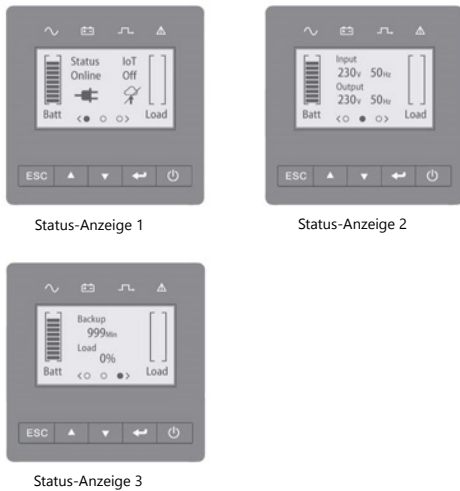 Status IoT
Online Off
Batt Load
ESC
Status-Anzeige 1
Input
230v 50Hz
Output
230v 50Hz
Batt Load
ESC
Status-Anzeige 2
Backup
999Min
Load
0%
Batt Load
ESC
Status-Anzeige 3